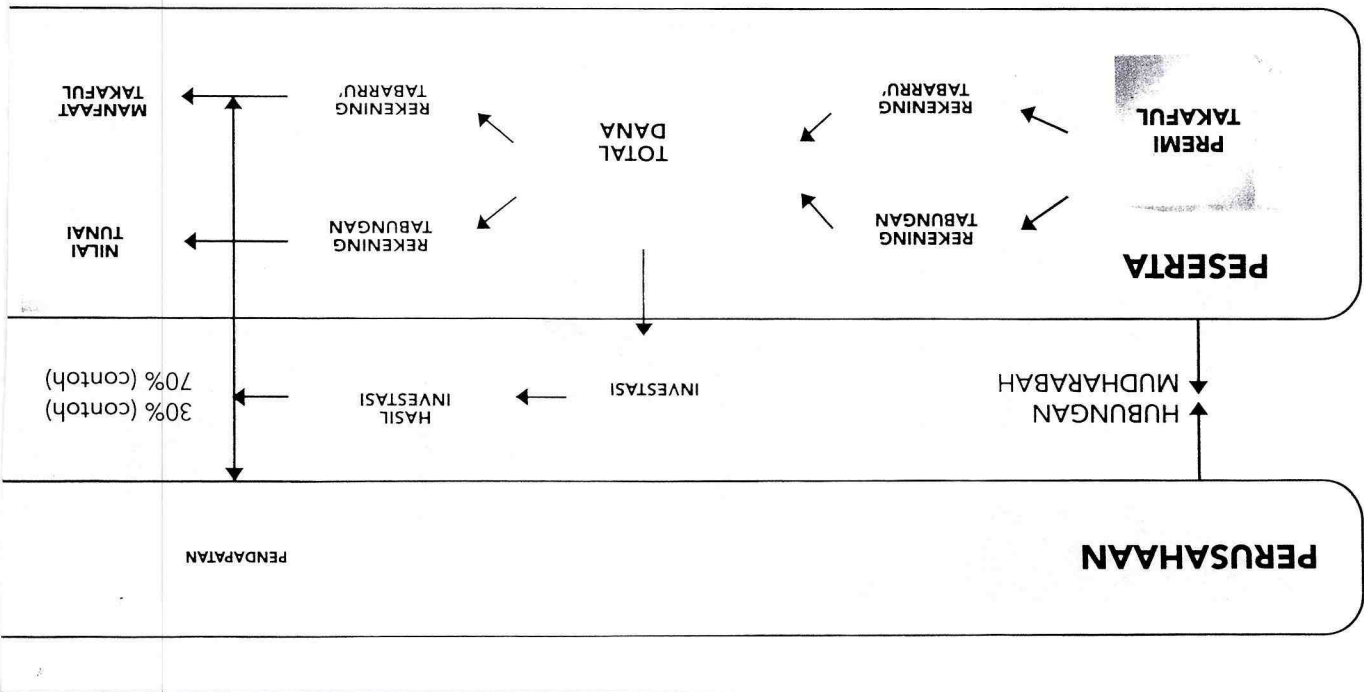 PERUSAHAAN
PENDAPATAN
HUBUNGAN
MUDHARABAH
INVESTASI
HASIL
INVESTASI
30% (contoh)
70% (contoh)
PESERTA
PREMI
TAKAFUL
REKENING
TABUNGAN
REKENING
TABARRU'
TOTAL
DANA
REKENING
TABUNGAN
REKENING
TABARRU'
NILAI
TUNAI
MANFAAT
TAKAFUL